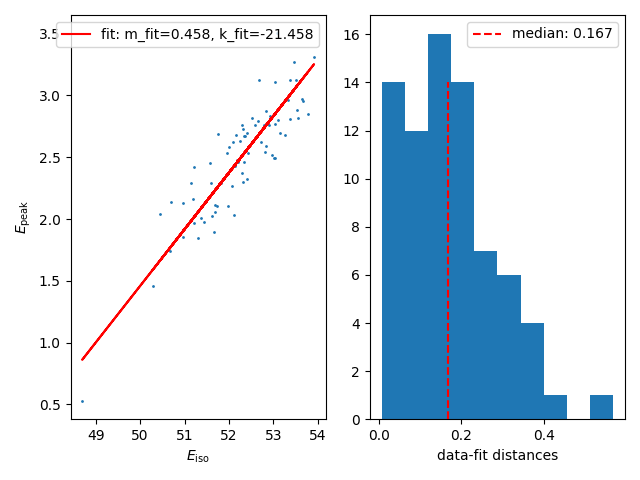 fit: m_fit=0.458, k_fit=-21.458
3.5
3.0
2.5
2.0
1.5
1.0
0.5
49 50 51 52 53 54
E_peak
E_iso
median: 0.167
16
14
12
10
8
6
4
2
0
0.0 0.2 0.4
data-fit distances